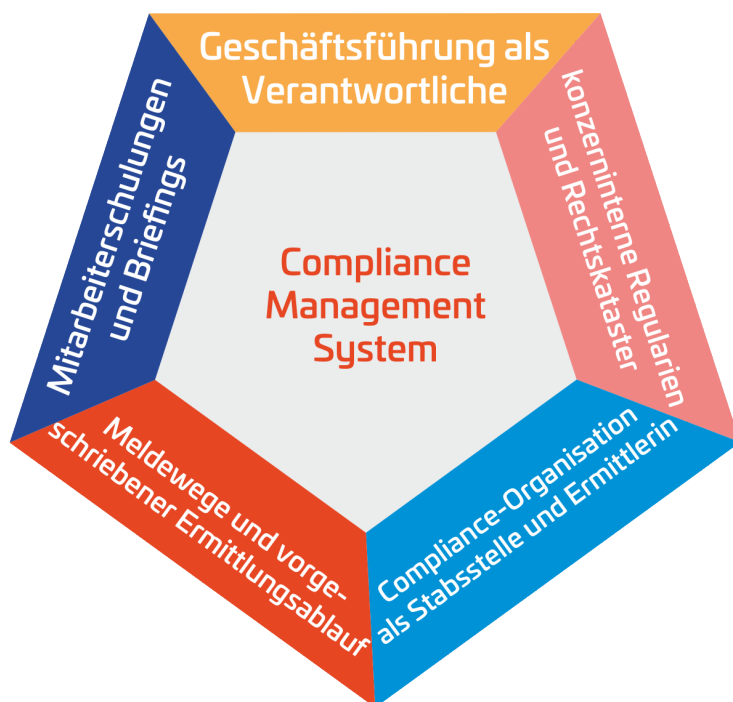 Geschäftsführung als
Verantwortliche
konzerninterne Regularien
und Rechtskataster
Compliance-Organisation
als Stabsstelle und Ermittlerin
Meldewege und vorge-
schriebener Ermittlungsablauf
Mitarbeiterschulungen
und Briefings
Compliance
Management
System